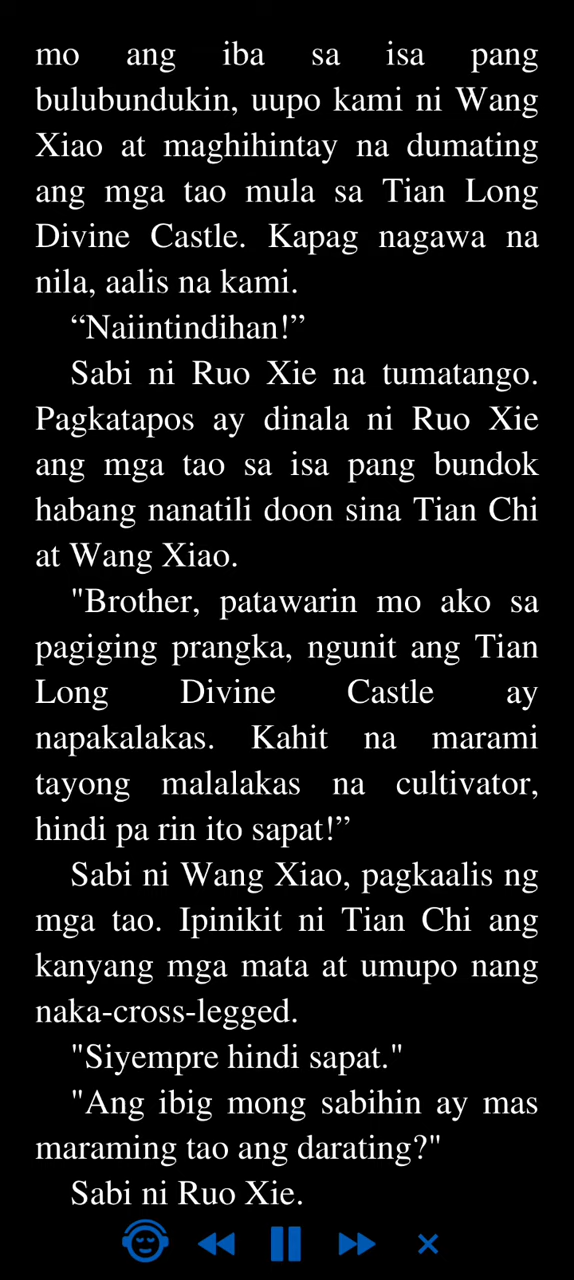 mo ang iba sa isa pang
bulubundukin, uupo kami ni Wang
Xiao at maghihintay na dumating
ang mga tao mula sa Tian Long
Divine Castle. Kapag nagawa na
nila, aalis na kami.
“Naiintindihan!”
Sabi ni Ruo Xie na tumatango.
Pagkatapos ay dinala ni Ruo Xie
ang mga tao sa isa pang bundok
habang nanatili doon sina Tian Chi
at Wang Xiao.
"Brother, patawarin mo ako sa
pagiging prangka, ngunit ang Tian
Long Divine Castle ay
napakalakas. Kahit na marami
tayong malalakas na cultivator,
hindi pa rin ito sapat!”
Sabi ni Wang Xiao, pagkaalis ng
mga tao. Ipinikit ni Tian Chi ang
kanyang mga mata at umupo nang
naka-cross-legged.
"Siyempre hindi sapat."
"Ang ibig mong sabihin ay mas
maraming tao ang darating?"
Sabi ni Ruo Xie.